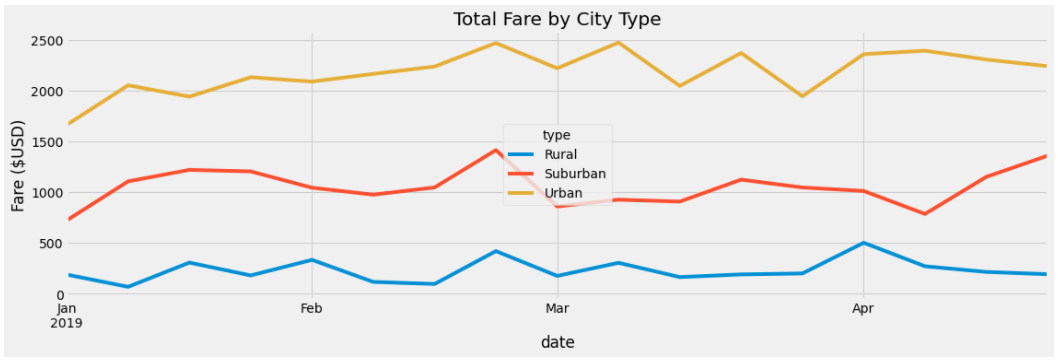 Total Fare by City Type
2500
2000
1500
1000
500
0
Fare ($USD)
type
Rural
Suburban
Urban
Jan
2019
Feb
Mar
Apr
date